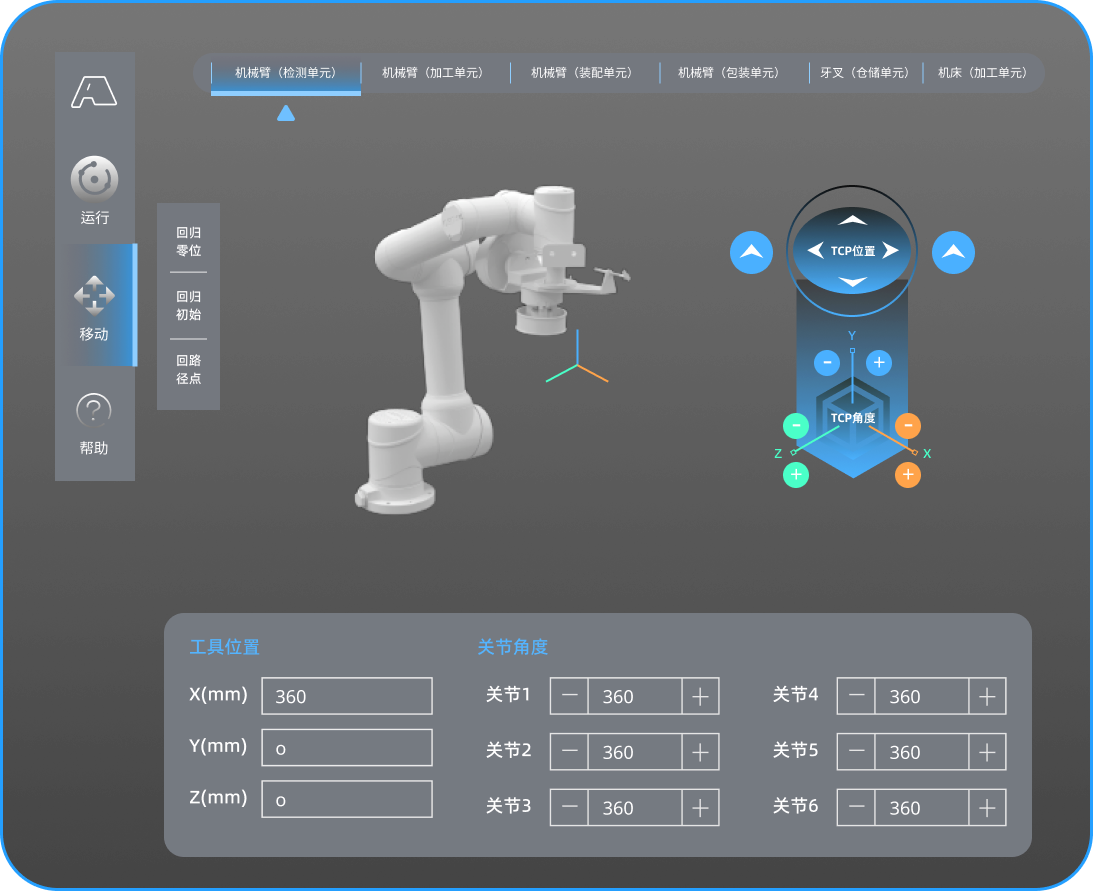 机械臂（检测单元）
机械臂（加工单元）
机械臂（装配单元）
机械臂（包装单元）
牙叉（仓储单元）
机床（加工单元）
运行
移动
帮助
回归
零位
回归
初始
回路
径点
TCP位置
Y
- +
TCP角度
-
-
Z
X
+
+
工具位置
X(mm) 360
Y(mm) o
Z(mm) o
关节角度
关节1 — 360 +
关节2 — 360 +
关节3 — 360 +
关节4 — 360 +
关节5 — 360 +
关节6 — 360 +